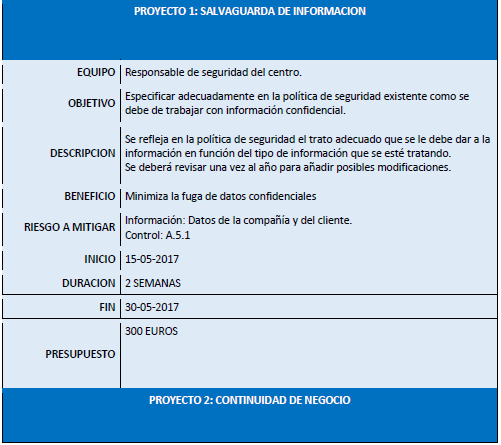 PROYECTO 1: SALVAGUARDA DE INFORMACION
EQUIPO Responsable de seguridad del centro.
OBJETIVO Especificar adecuadamente en la política de seguridad existente como se
debe de trabajar con información confidencial.
DESCRIPCION Se refleja en la política de seguridad el trato adecuado que se le debe dar a la
información en función del tipo de información que se esté tratando.
Se deberá revisar una vez al año para añadir posibles modificaciones.
BENEFICIO Minimiza la fuga de datos confidenciales
RIESGO A MITIGAR Información: Datos de la compañía y del cliente.
Control: A.5.1
INICIO 15-05-2017
DURACION 2 SEMANAS
FIN 30-05-2017
PRESUPUESTO 300 EUROS
PROYECTO 2: CONTINUIDAD DE NEGOCIO